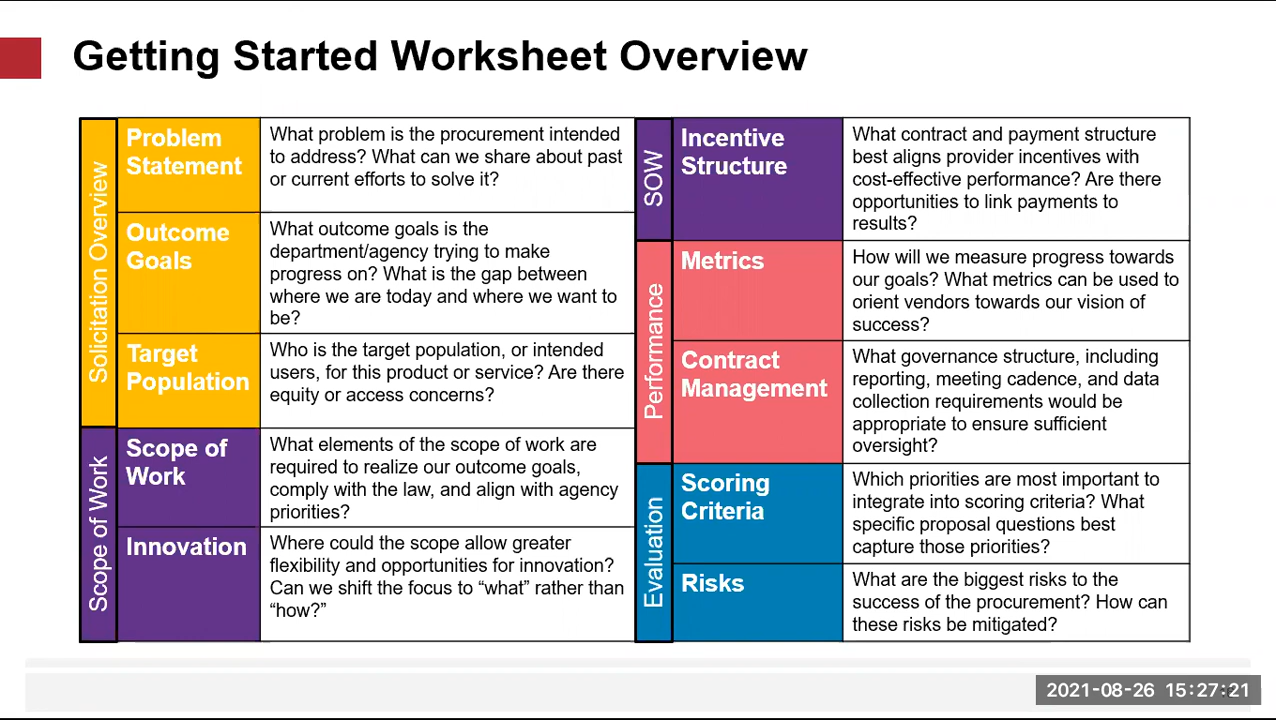 Getting Started Worksheet Overview
Solicitation Overview
Problem
Statement
What problem is the procurement intended
to address? What can we share about past
or current efforts to solve it?
Outcome
Goals
What outcome goals is the
department/agency trying to make
progress on? What is the gap between
where we are today and where we want to
be?
Target
Population
Who is the target population, or intended
users, for this product or service? Are there
equity or access concerns?
Scope of Work
Scope of
Work
What elements of the scope of work are
required to realize our outcome goals,
comply with the law, and align with agency
priorities?
Innovation
Where could the scope allow greater
flexibility and opportunities for innovation?
Can we shift the focus to “what” rather than
“how?”
SOW
Incentive
Structure
What contract and payment structure
best aligns provider incentives with
cost-effective performance? Are there
opportunities to link payments to
results?
Performance
Metrics
How will we measure progress towards
our goals? What metrics can be used to
orient vendors towards our vision of
success?
Contract
Management
What governance structure, including
reporting, meeting cadence, and data
collection requirements would be
appropriate to ensure sufficient
oversight?
Evaluation
Scoring
Criteria
Which priorities are most important to
integrate into scoring criteria? What
specific proposal questions best
capture those priorities?
Risks
What are the biggest risks to the
success of the procurement? How can
these risks be mitigated?
2021-08-26 15:27:21